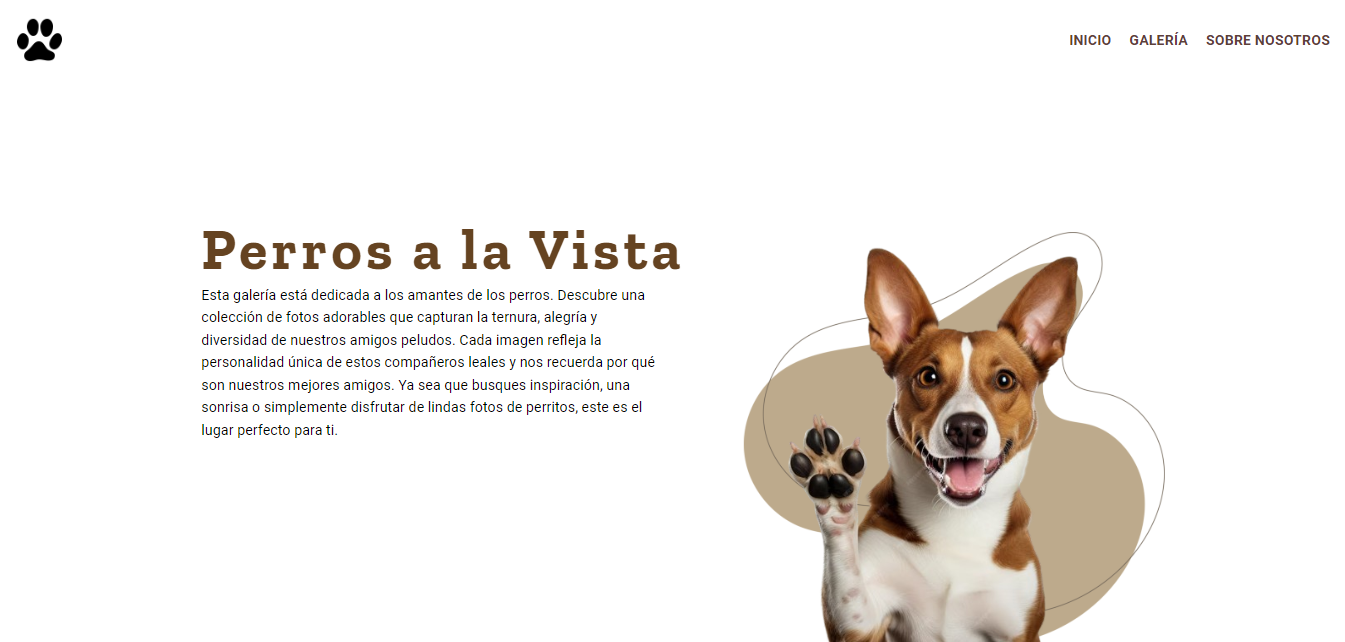 INICIO GALERÍA SOBRE NOSOTROS
Perros a la Vista
Esta galería está dedicada a los amantes de los perros. Descubre una
colección de fotos adorables que capturan la ternura, alegría y
diversidad de nuestros amigos peludos. Cada imagen refleja la
personalidad única de estos compañeros leales y nos recuerda por qué
son nuestros mejores amigos. Ya sea que busques inspiración, una
sonrisa o simplemente disfrutar de lindas fotos de perritos, este es el
lugar perfecto para ti.